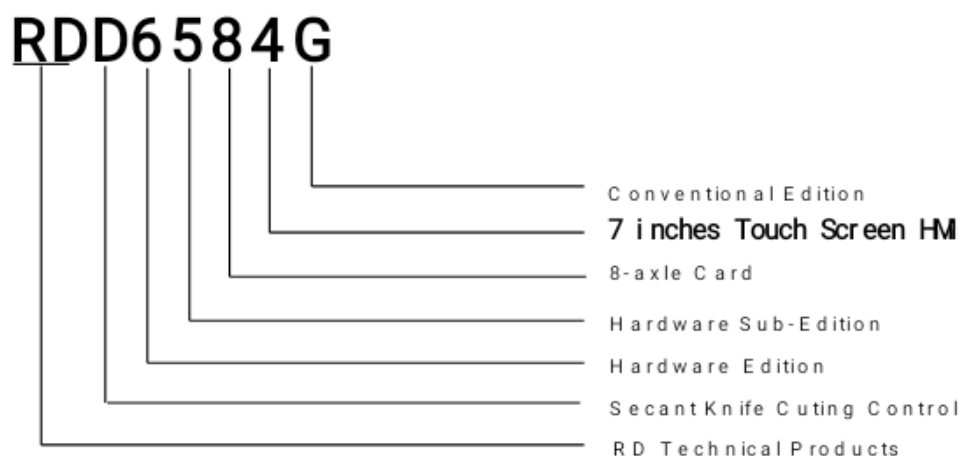 RDD6584G
Conventional Edition
7 inches Touch Screen HMI
8-axle Card
Hardware Sub-Edition
Hardware Edition
Secant Knife Cuting Control
RD Technical Products